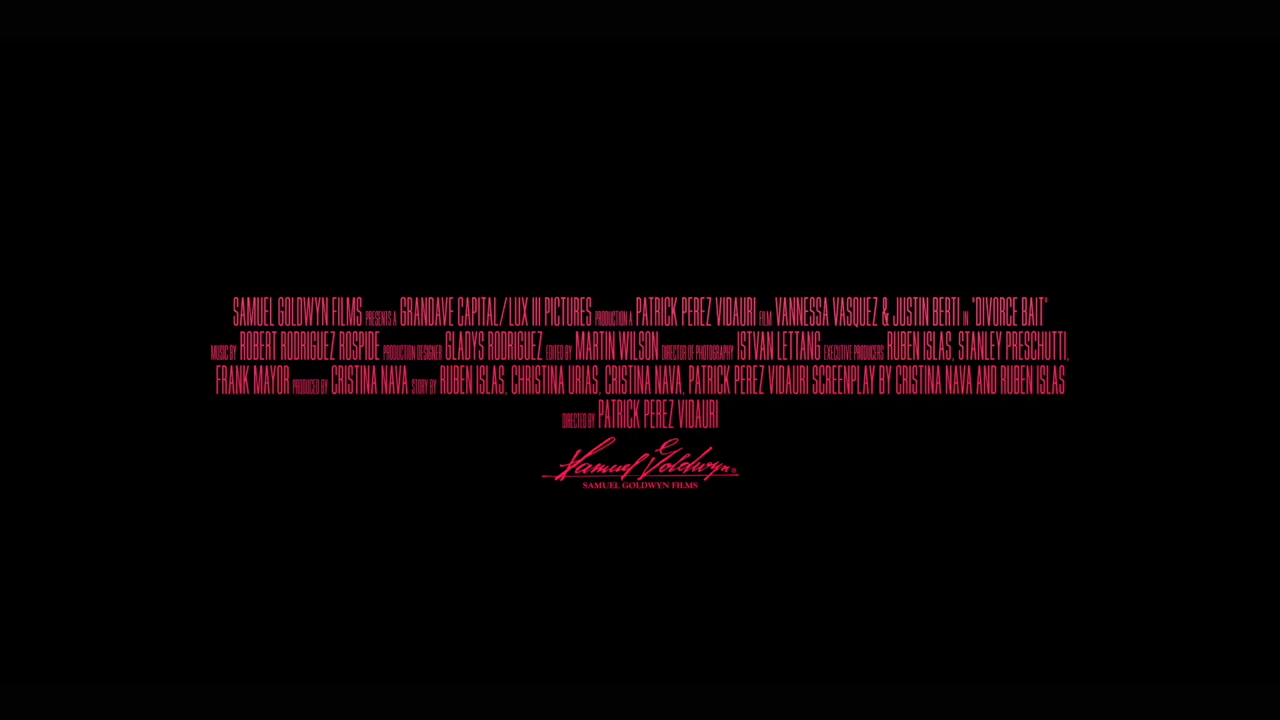 SAMUEL GOLDWYN FILMS PRESENTS A GRANDAVE CAPITAL/LUX III PICTURES PRODUCTION A PATRICK PEREZ VIDAURI FILM VANNESSA VASQUEZ & JUSTIN BERTI IN "DIVORCE BAIT"
MUSIC BY ROBERT RODRIGUEZ ROSPIDE PRODUCTION DESIGNER GLADYS RODRIGUEZ EDITED BY MARTIN WILSON DIRECTOR OF PHOTOGRAPHY ISTVAN LETTANG EXECUTIVE PRODUCERS RUBEN ISLAS, STANLEY PRESCHUTTI,
FRANK MAYOR PRODUCED BY CRISTINA NAVA STORY BY RUBEN ISLAS, CHRISTINA URIAS, CRISTINA NAVA, PATRICK PEREZ VIDAURI SCREENPLAY BY CRISTINA NAVA AND RUBEN ISLAS
DIRECTED BY PATRICK PEREZ VIDAURI
Samuel Goldwyn®
SAMUEL GOLDWYN FILMS